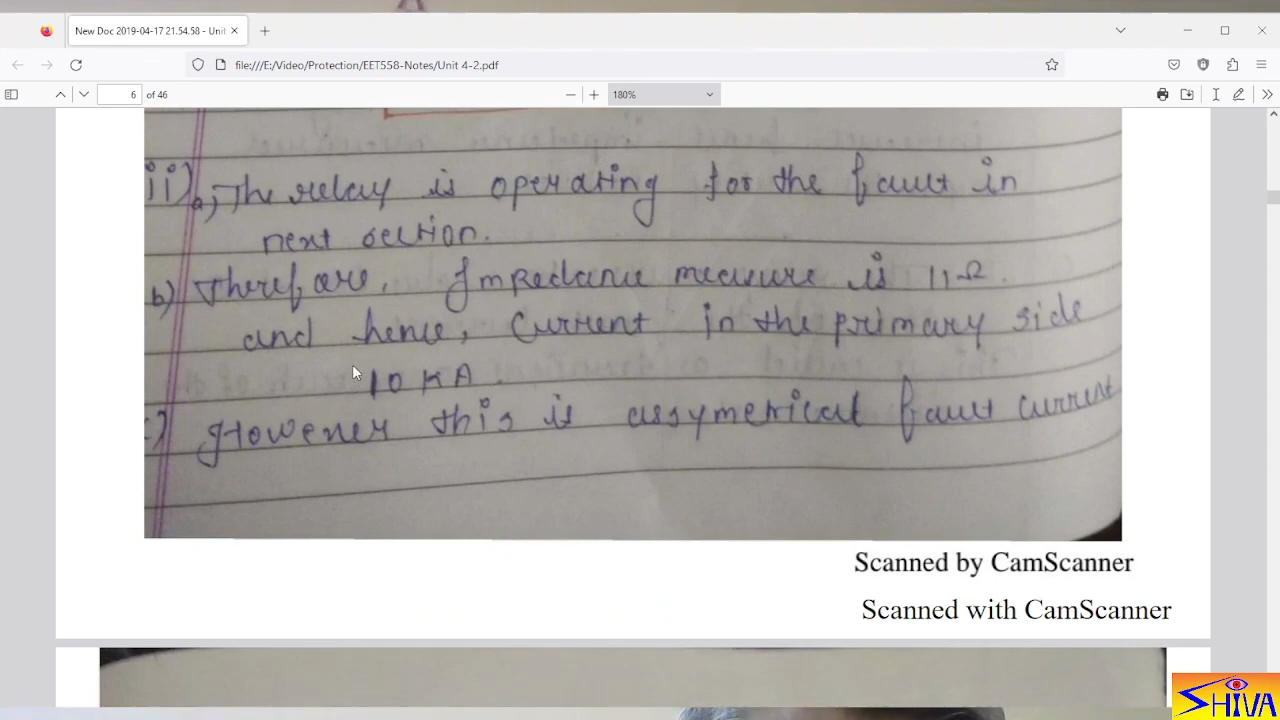 New Doc 2019-04-17 21.54.58 - Unit
file:///E:/Video/Protection/EET558-Notes/Unit 4-2.pdf
6 of 46
180%
ii) a) The relay is operating for the fault in
next section.
b) Therefore, Impedance measure is 11Ω.
and hence, current in the primary side
10 KA.
c) However this is assymetrical fault current
Scanned by CamScanner
Scanned with CamScanner
SHIVA